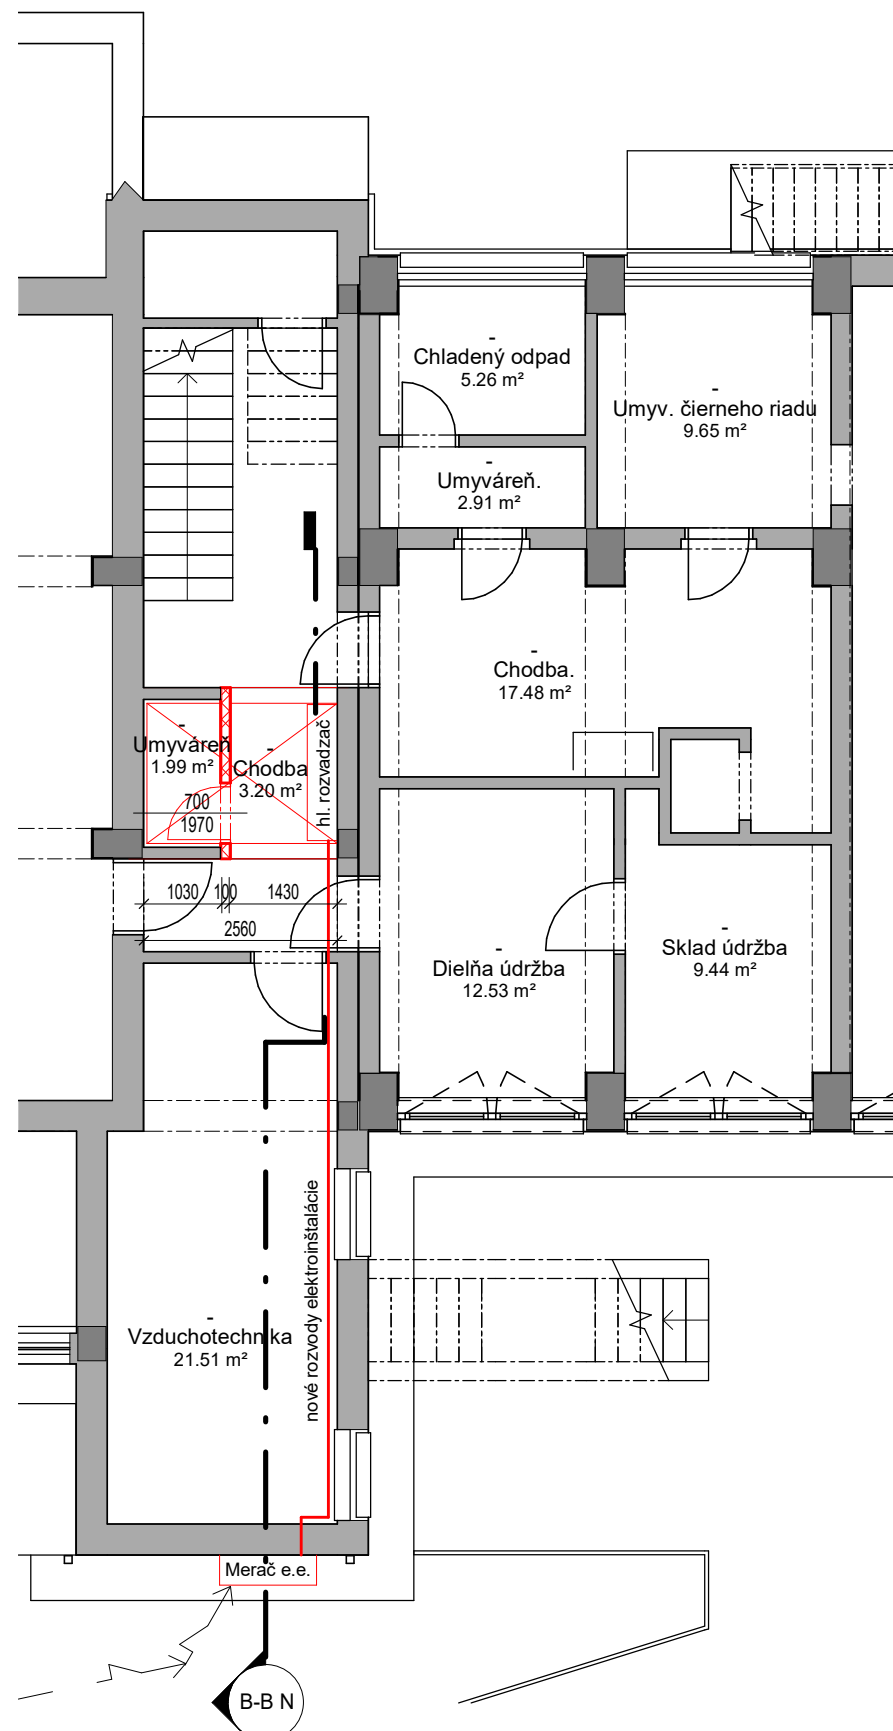 -
Chladený odpad
5.26 m²
-
Umyv. čierneho riadu
9.65 m²
-
Umyváreň.
2.91 m²
-
Chodba.
17.48 m²
-
Umyváreň
1.99 m²
-
Chodba
3.20 m²
hl. rozvadzač
700
1970
1030
100
1430
2560
-
Dielňa údržba
12.53 m²
-
Sklad údržba
9.44 m²
nové rozvody elektroinštalácie
-
Vzduchotechnika
21.51 m²
Merač e.e.
B-B N